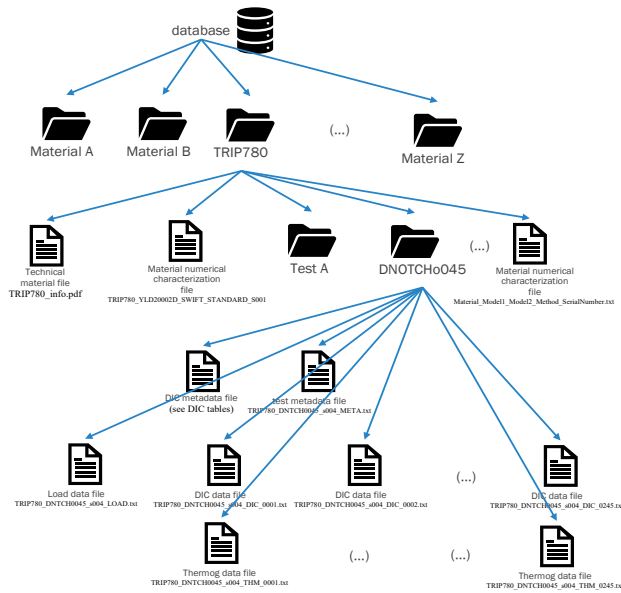 database
Material A
Material B
TRIP780
(...)
Material Z
Technical
material file
TRIP780_info.pdf
Material numerical
characterization
file
TRIP780_YLD20002D_SWIFT_STANDARD_S001
Test A
DNOTCHo045
(...)
Material numerical
characterization
file
Material_Model1_Model2_Method_SerialNumber.txt
DIC metadata file
(see DIC tables)
test metadata file
TRIP780_DNTCH0045_s004_META.txt
Load data file
TRIP780_DNTCH0045_s004_LOAD.txt
DIC data file
TRIP780_DNTCH0045_s004_DIC_0001.txt
DIC data file
TRIP780_DNTCH0045_s004_DIC_0002.txt
(...)
DIC data file
TRIP780_DNTCH0045_s004_DIC_0245.txt
Thermog data file
TRIP780_DNTCH0045_s004_THM_0001.txt
(...)
(...)
Thermog data file
TRIP780_DNTCH0045_s004_THM_0245.txt